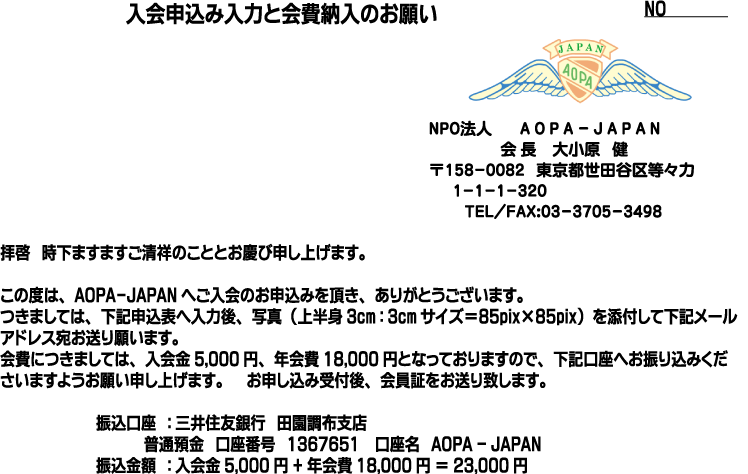 入会申込み入力と会費納入のお願い NO
JAPAN
AOPA
NPO法人 AOPA-JAPAN
会長 大小原 健
〒158-0082 東京都世田谷区等々力
1-1-1-320
TEL/FAX:03-3705-3498
拝啓 時下ますますご清祥のこととお慶び申し上げます。
この度は、AOPA-JAPANへご入会のお申込みを頂き、ありがとうございます。
つきましては、下記申込表へ入力後、写真（上半身3cm：3cmサイズ＝85pix×85pix）を添付して下記メール
アドレス宛お送り願います。
会費につきましては、入会金5,000円、年会費18,000円となっておりますので、下記口座へお振り込みくだ
さいますようお願い申し上げます。 お申し込み受付後、会員証をお送り致します。
振込口座 ：三井住友銀行 田園調布支店
普通預金 口座番号 1367651 口座名 AOPA-JAPAN
振込金額 ：入会金5,000円+年会費18,000円＝23,000円